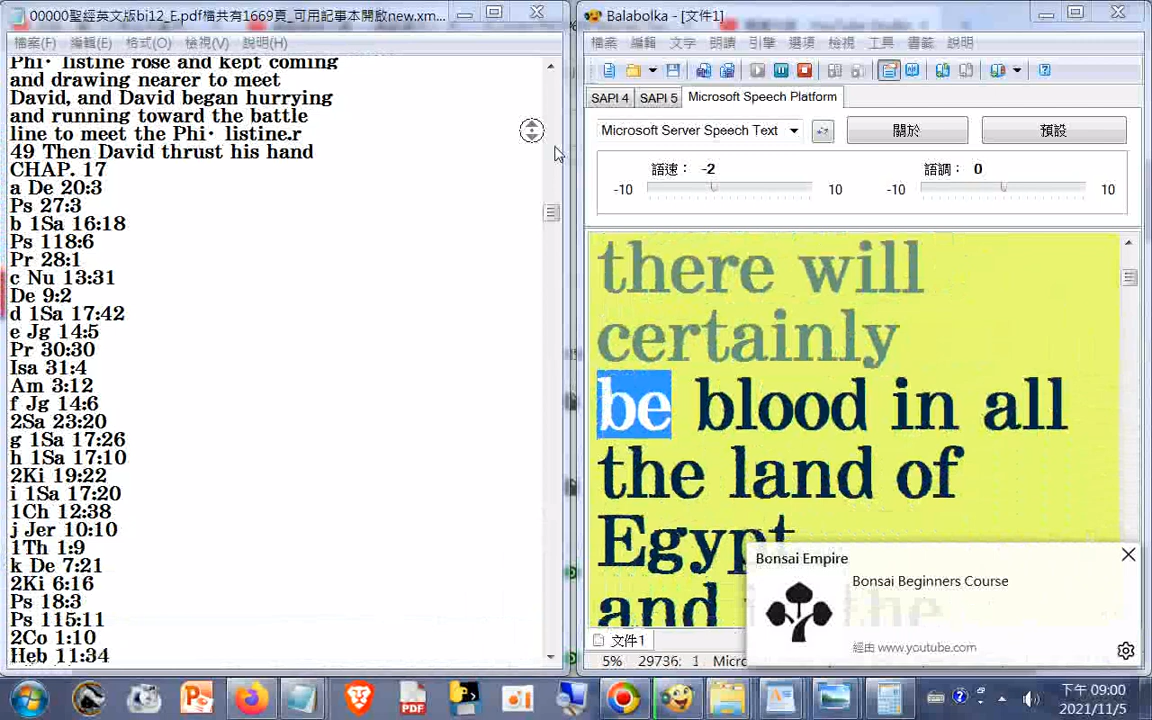 00000聖經英文版bi12_E.pdf檔共有1669頁_可用記事本開啟new.xm...
檔案(F) 編輯(E) 格式(O) 檢視(V) 說明(H)
Phi· listine rose and kept coming
and drawing nearer to meet
David, and David began hurrying
and running toward the battle
line to meet the Phi· listine.r
49 Then David thrust his hand
CHAP. 17
a De 20:3
Ps 27:3
b 1Sa 16:18
Ps 118:6
Pr 28:1
c Nu 13:31
De 9:2
d 1Sa 17:42
e Jg 14:5
Pr 30:30
Isa 31:4
Am 3:12
f Jg 14:6
2Sa 23:20
g 1Sa 17:26
h 1Sa 17:10
2Ki 19:22
i 1Sa 17:20
1Ch 12:38
j Jer 10:10
1Th 1:9
k De 7:21
2Ki 6:16
Ps 18:3
Ps 115:11
2Co 1:10
Heb 11:34
Balabolka - [文件1]
檔案 編輯 文字 朗讀 引擎 選項 檢視 工具 書籤 說明
SAPI 4 SAPI 5 Microsoft Speech Platform
Microsoft Server Speech Text 關於 預設
語速： -2 語調： 0
-10 10 -10 10
there will
certainly
be blood in all
the land of
Egypt
and the
文件1
5% 29736: 1 Micro
Bonsai Empire
Bonsai Beginners Course
經由 www.youtube.com
PDF
下午 09:00
2021/11/5